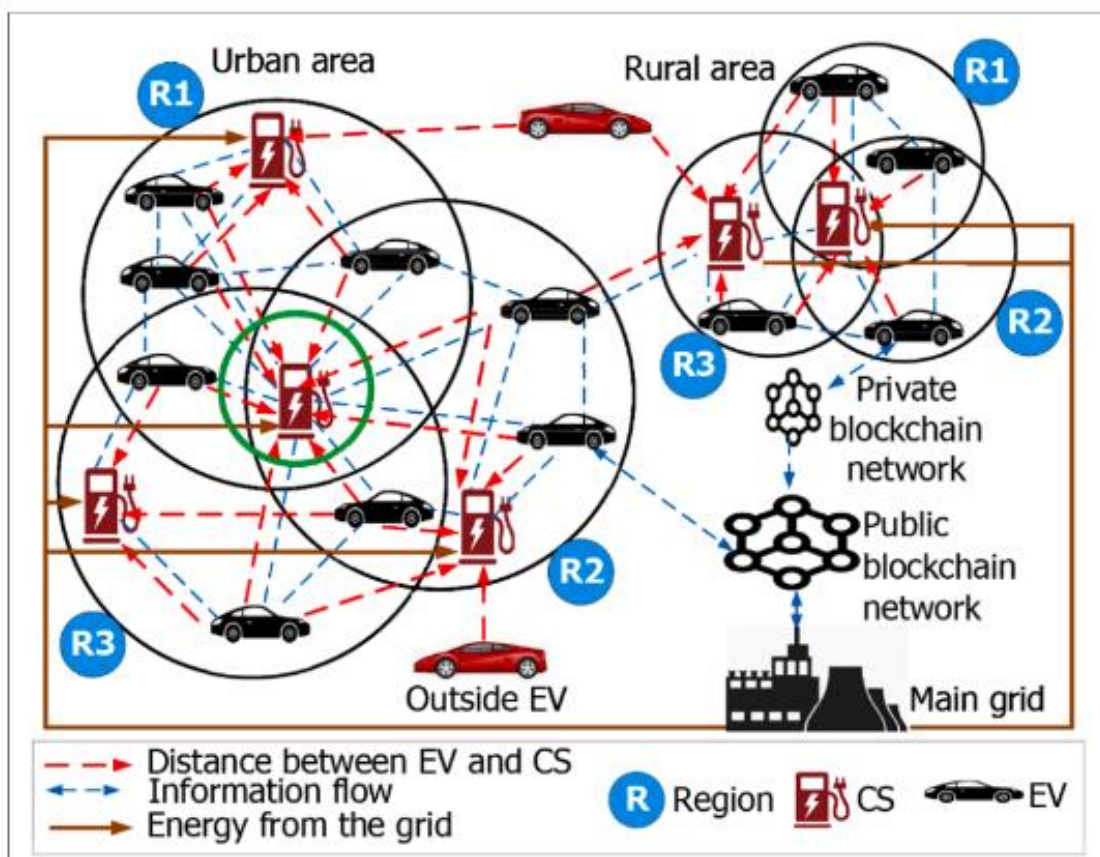 Urban area
Rural area
R1
R1
R2
R3
Private
blockchain
network
Public
blockchain
network
R2
R3
Outside EV
Main grid
Distance between EV and CS
Information flow
Energy from the grid
R Region
CS
EV